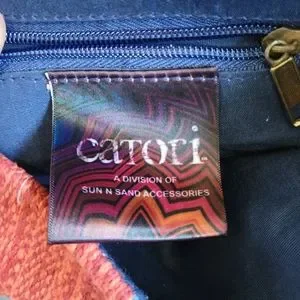 CATORI
A DIVISION OF
SUN N SAND ACCESSORIES